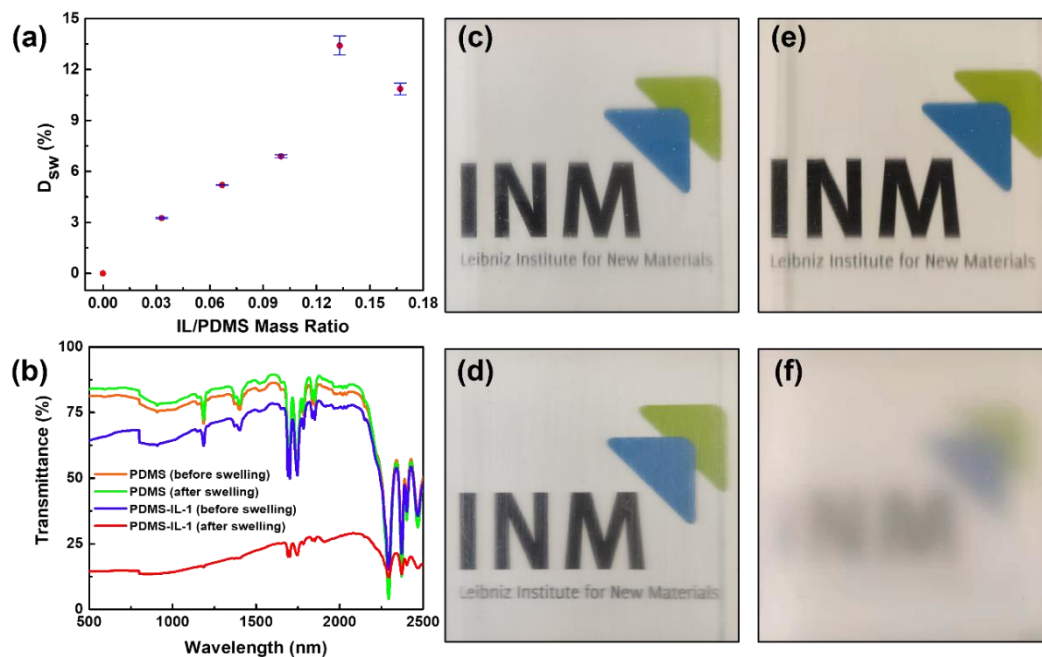 (a)
15
12
9
6
3
0
D_sw (%)
0.00 0.03 0.06 0.09 0.12 0.15 0.18
IL/PDMS Mass Ratio
(b)
100
75
50
25
0
Transmittance (%)
PDMS (before swelling)
PDMS (after swelling)
PDMS-IL-1 (before swelling)
PDMS-IL-1 (after swelling)
500 1000 1500 2000 2500
Wavelength (nm)
(c)
INM
Leibniz Institute for New Materials
(e)
INM
Leibniz Institute for New Materials
(d)
INM
Leibniz Institute for New Materials
(f)
INM